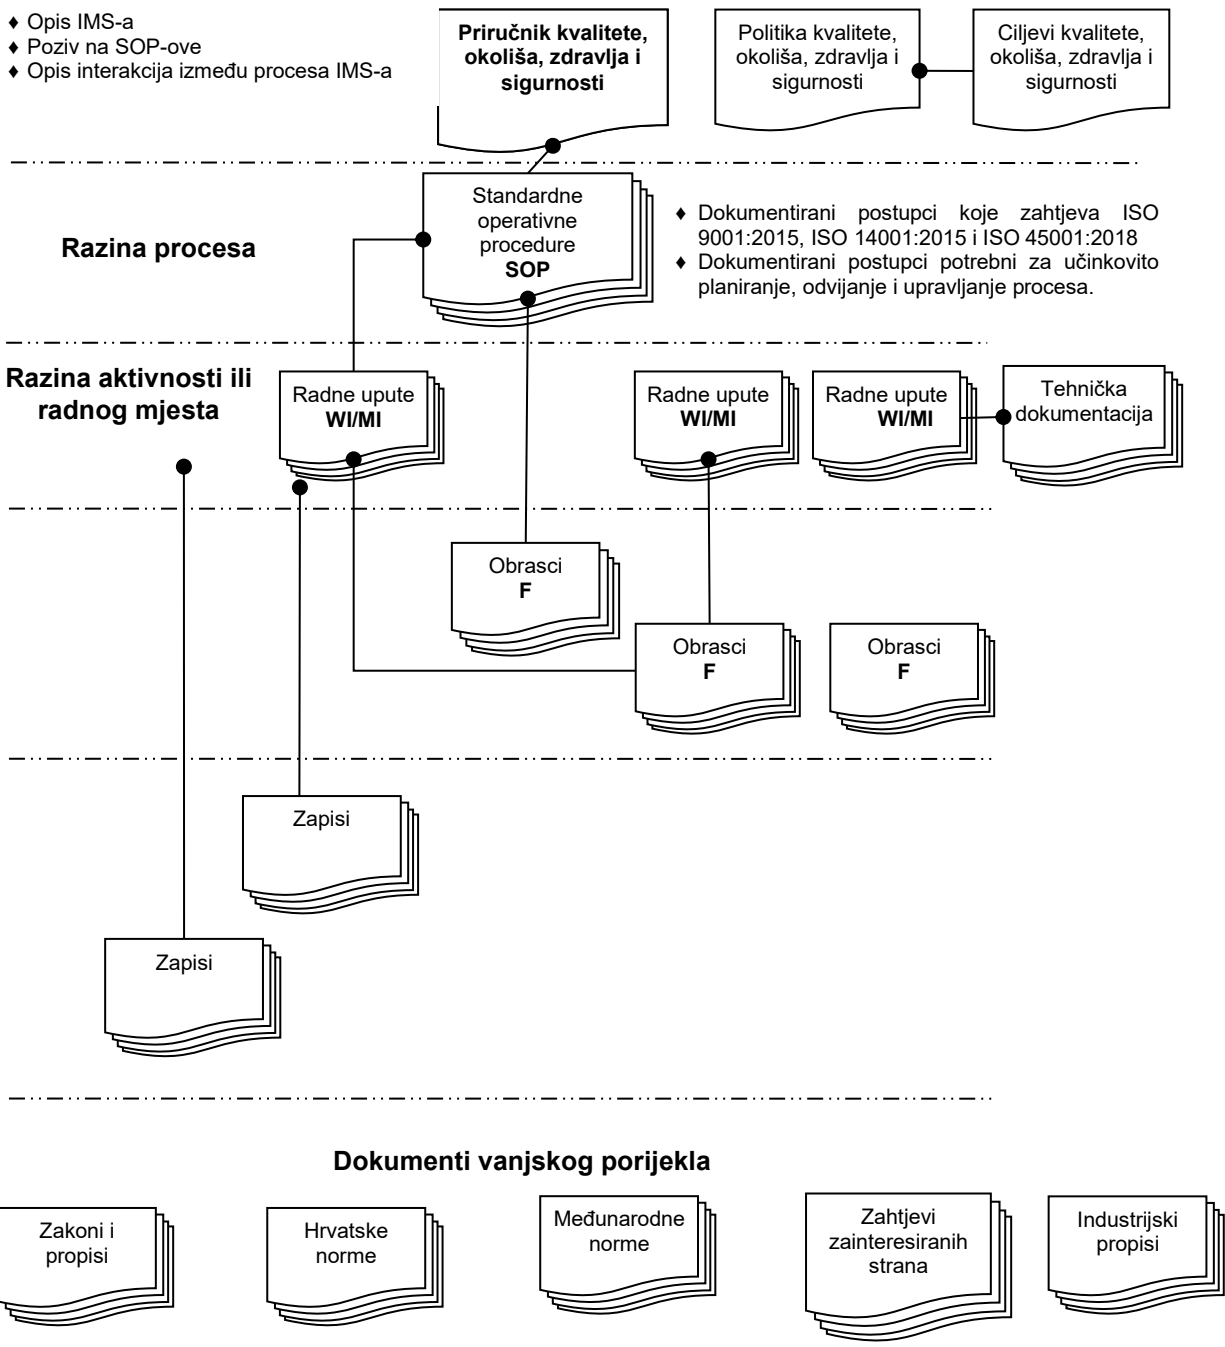 ♦ Opis IMS-a
♦ Poziv na SOP-ove
♦ Opis interakcija između procesa IMS-a
Priručnik kvalitete,
okoliša, zdravlja i
sigurnosti
Politika kvalitete,
okoliša, zdravlja i
sigurnosti
Ciljevi kvalitete,
okoliša, zdravlja i
sigurnosti
Razina procesa
Standardne
operativne
procedure
SOP
♦ Dokumentirani postupci koje zahtjeva ISO
9001:2015, ISO 14001:2015 i ISO 45001:2018
♦ Dokumentirani postupci potrebni za učinkovito
planiranje, odvijanje i upravljanje procesa.
Razina aktivnosti ili
radnog mjesta
Radne upute
WI/MI
Radne upute
WI/MI
Radne upute
WI/MI
Tehnička
dokumentacija
Obrasci
F
Obrasci
F
Obrasci
F
Zapisi
Zapisi
Dokumenti vanjskog porijekla
Zakoni i
propisi
Hrvatske
norme
Međunarodne
norme
Zahtjevi
zainteresiranih
strana
Industrijski
propisi